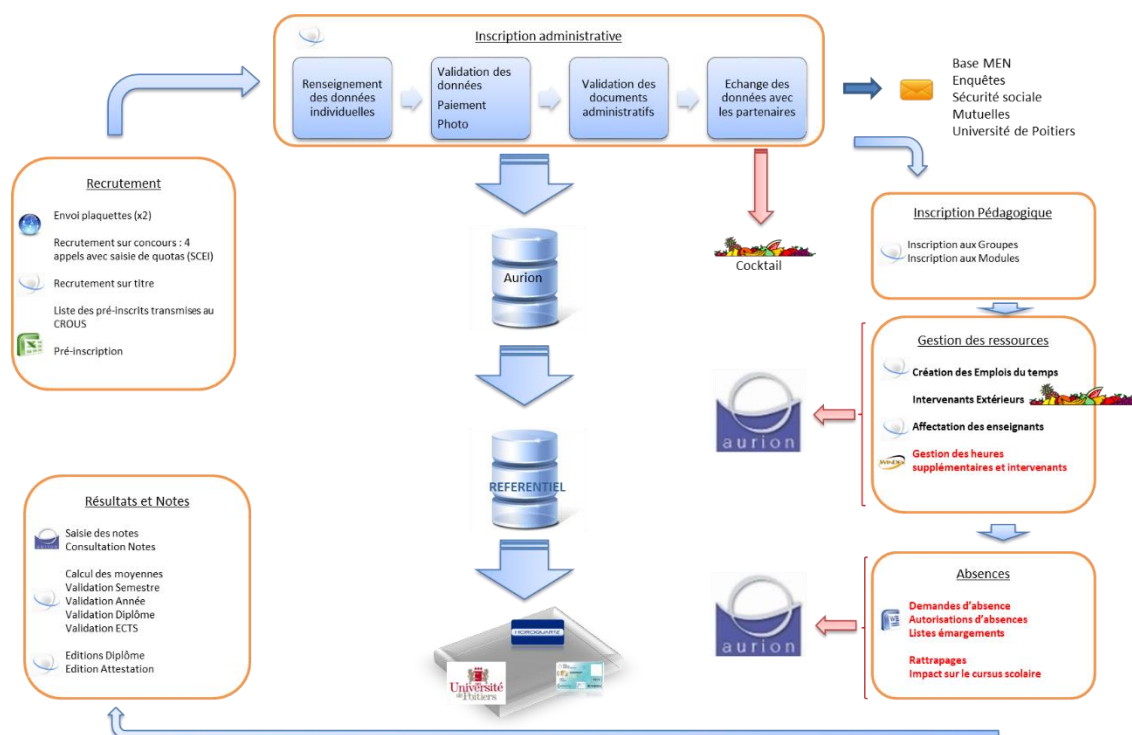 Inscription administrative
Renseignement
des données
individuelles
Validation des
données
Paiement
Photo
Validation des
documents
administratifs
Echange des
données avec
les partenaires
Base MEN
Enquêtes
Sécurité sociale
Mutuelles
Université de Poitiers
Recrutement
Envoi plaquettes (x2)
Recrutement sur concours : 4
appels avec saisie de quotas (SCEI)
Recrutement sur titre
Liste des pré-inscrits transmises au
CROUS
Pré-inscription
Aurion
Cocktail
Inscription Pédagogique
Inscription aux Groupes
Inscription aux Modules
Gestion des ressources
Création des Emplois du temps
Intervenants Extérieurs
Affectation des enseignants
Gestion des heures
supplémentaires et intervenants
aurion
REFERENTIEL
Résultats et Notes
Saisie des notes
Consultation Notes
Calcul des moyennes
Validation Semestre
Validation Année
Validation Diplôme
Validation ECTS
Editions Diplôme
Edition Attestation
Absences
Demandes d'absence
Autorisations d'absences
Listes émargements
Rattrapages
Impact sur le cursus scolaire
aurion
Université
de Poitiers